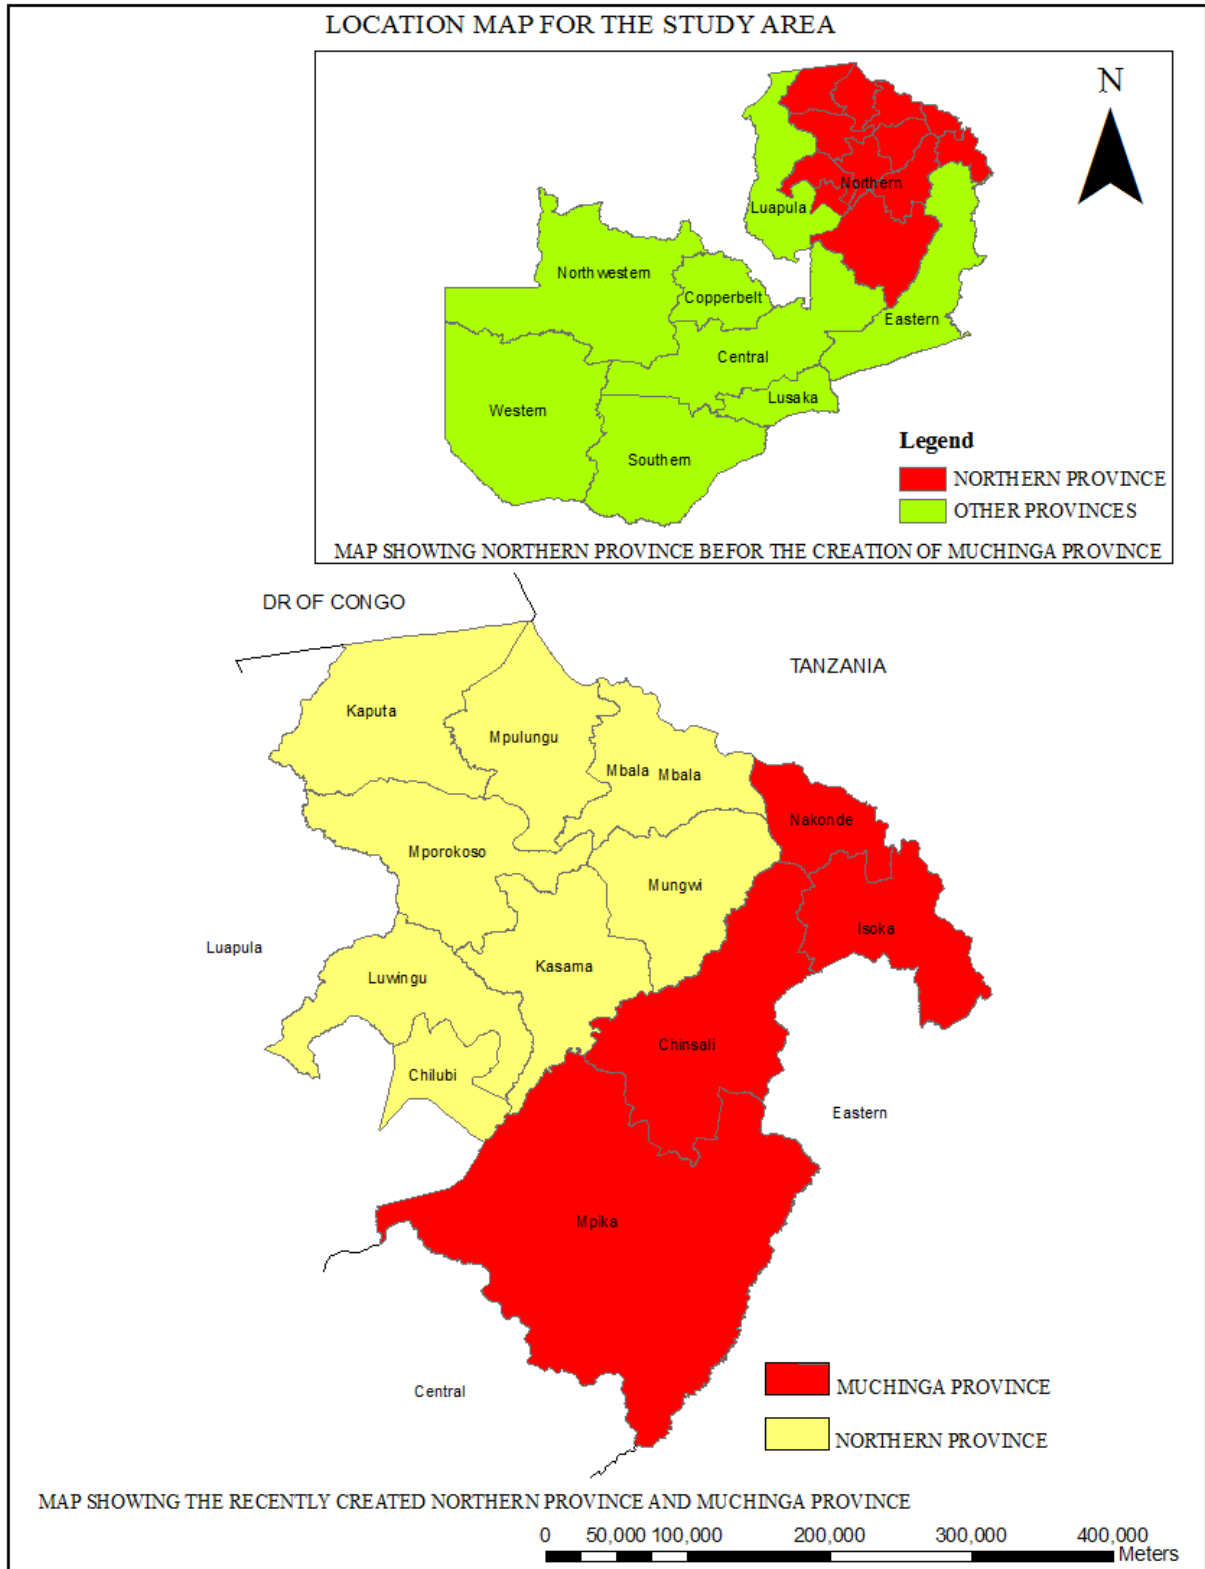 LOCATION MAP FOR THE STUDY AREA
N
Northern
Luapula
Northwestern
Copperbelt
Eastern
Central
Lusaka
Western
Southern
Legend
NORTHERN PROVINCE
OTHER PROVINCES
MAP SHOWING NORTHERN PROVINCE BEFOR THE CREATION OF MUCHINGA PROVINCE
DR OF CONGO
TANZANIA
Kaputa
Mpulungu
Mbala Mbala
Nakonde
Mporokoso
Mungwi
Isoka
Luapula
Kasama
Luwingu
Chinsali
Chilubi
Eastern
Mpika
Central
MUCHINGA PROVINCE
NORTHERN PROVINCE
MAP SHOWING THE RECENTLY CREATED NORTHERN PROVINCE AND MUCHINGA PROVINCE
0 50,000 100,000 200,000 300,000 400,000
Meters